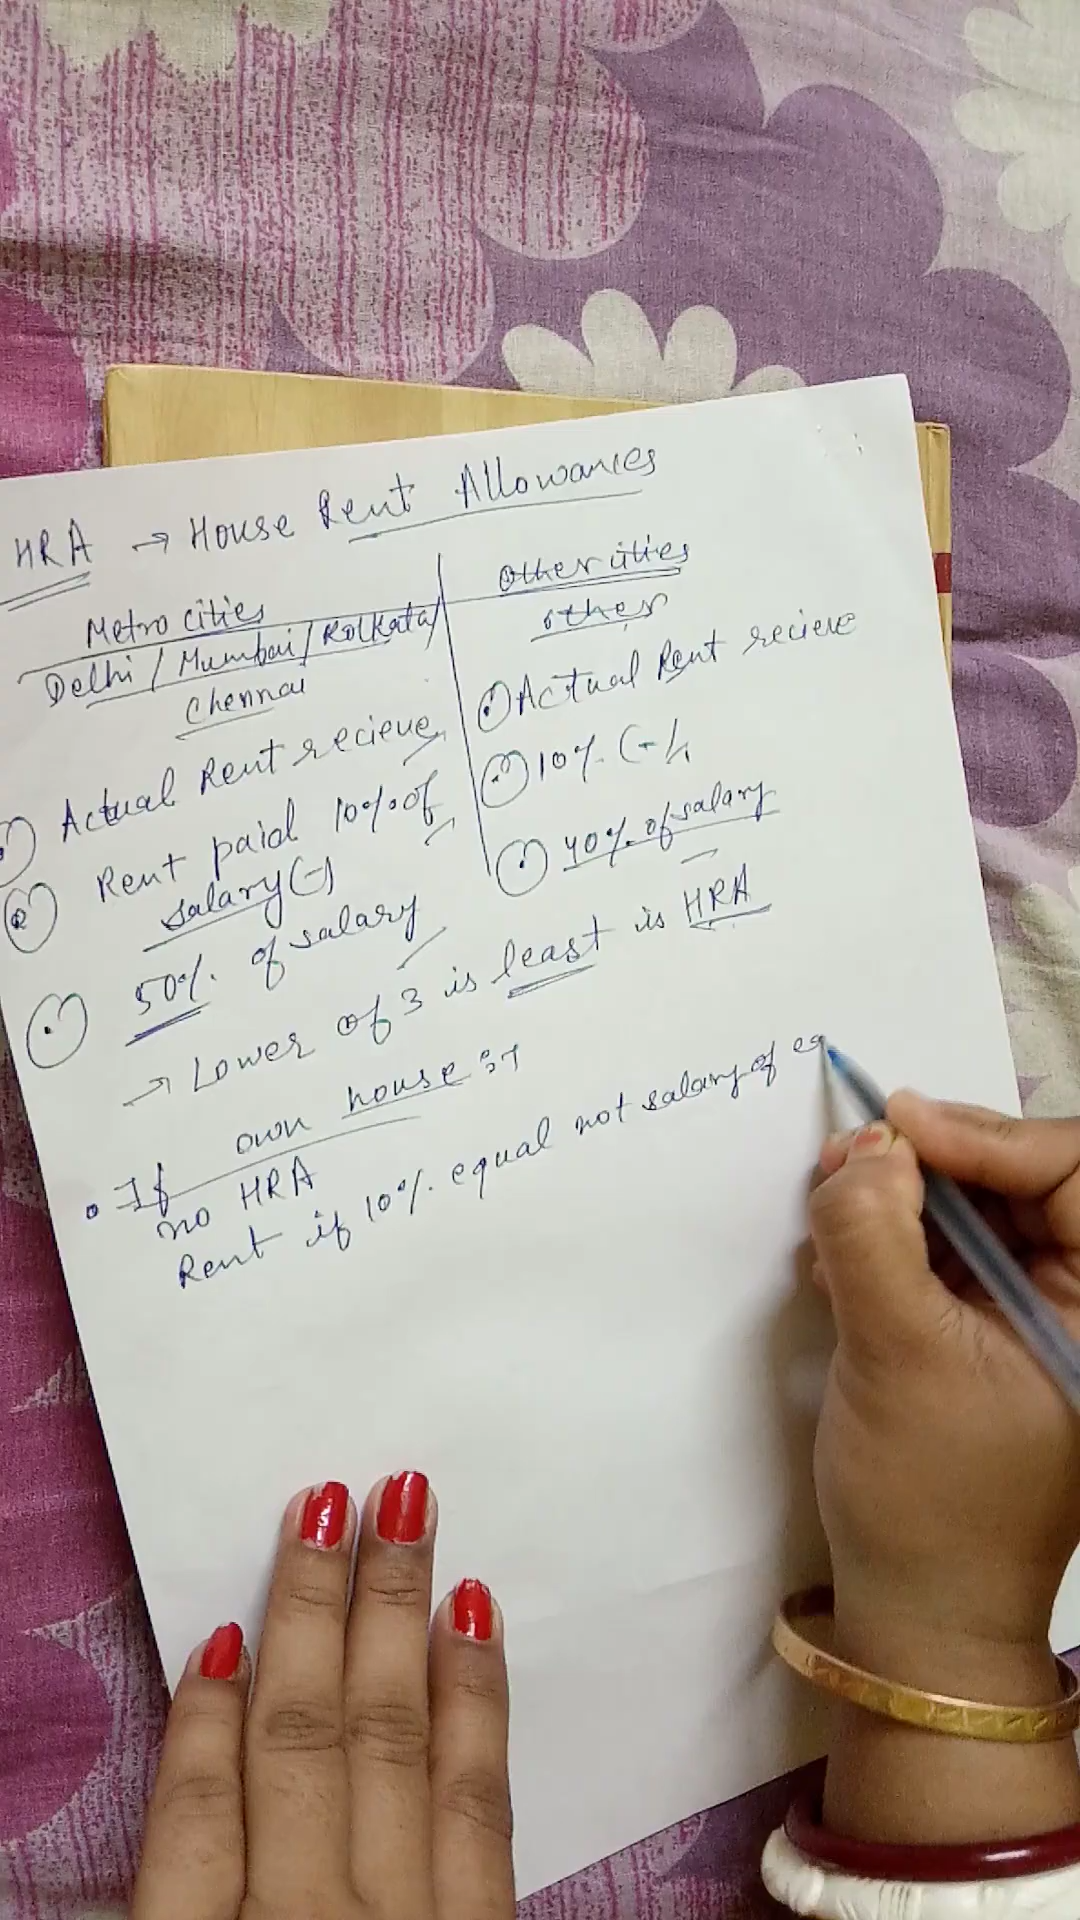 HRA → House Rent Allowances
Metro cities
Delhi / Mumbai / Kolkata /
Chennai
Actual Rent recieve
Rent paid 10% of
salary (-)
50% of salary
Other cities
other
Actual Rent recieve
10% (-)
40% of salary
→ Lower of 3 is least is HRA
• If own house
no HRA
Rent if 10% equal not salary of